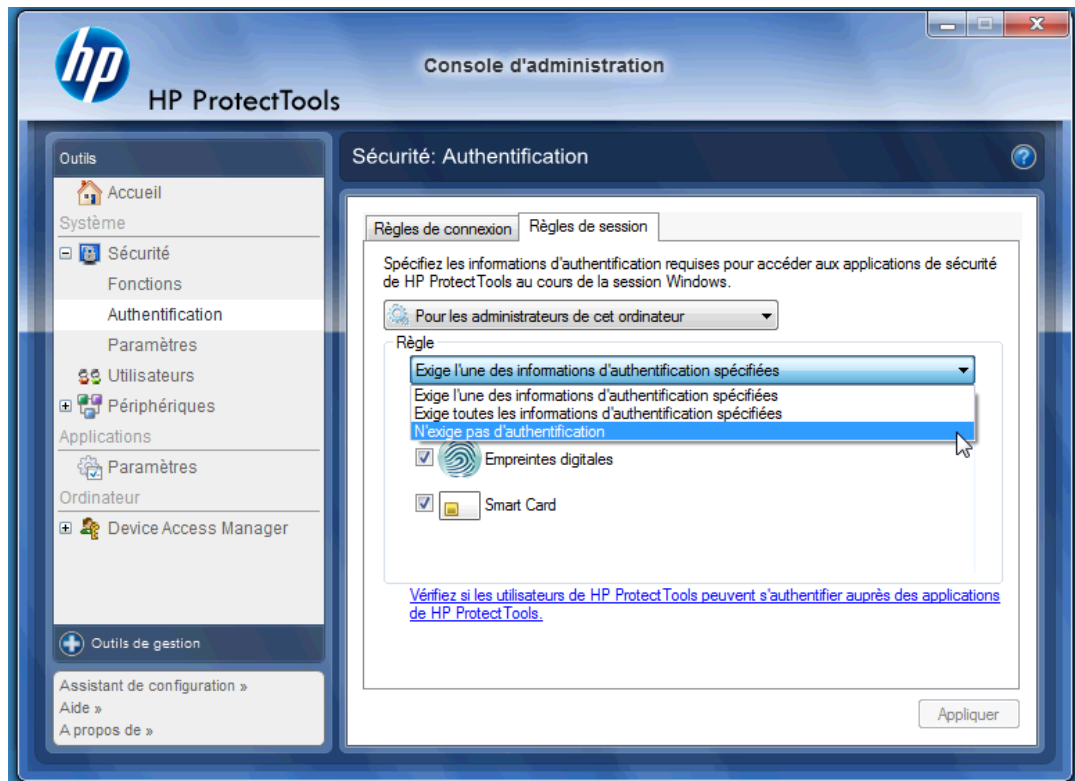 hp
HP ProtectTools
Console d'administration
Outils
Accueil
Système
Sécurité
Fonctions
Authentification
Paramètres
Utilisateurs
Périphériques
Applications
Paramètres
Ordinateur
Device Access Manager
Outils de gestion
Assistant de configuration »
Aide »
A propos de »
Sécurité: Authentification
?
Règles de connexion
Règles de session
Spécifiez les informations d'authentification requises pour accéder aux applications de sécurité
de HP ProtectTools au cours de la session Windows.
Pour les administrateurs de cet ordinateur
Règle
Exige l'une des informations d'authentification spécifiées
Exige l'une des informations d'authentification spécifiées
Exige toutes les informations d'authentification spécifiées
N'exige pas d'authentification
Empreintes digitales
Smart Card
Vérifiez si les utilisateurs de HP ProtectTools peuvent s'authentifier auprès des applications
de HP ProtectTools.
Appliquer